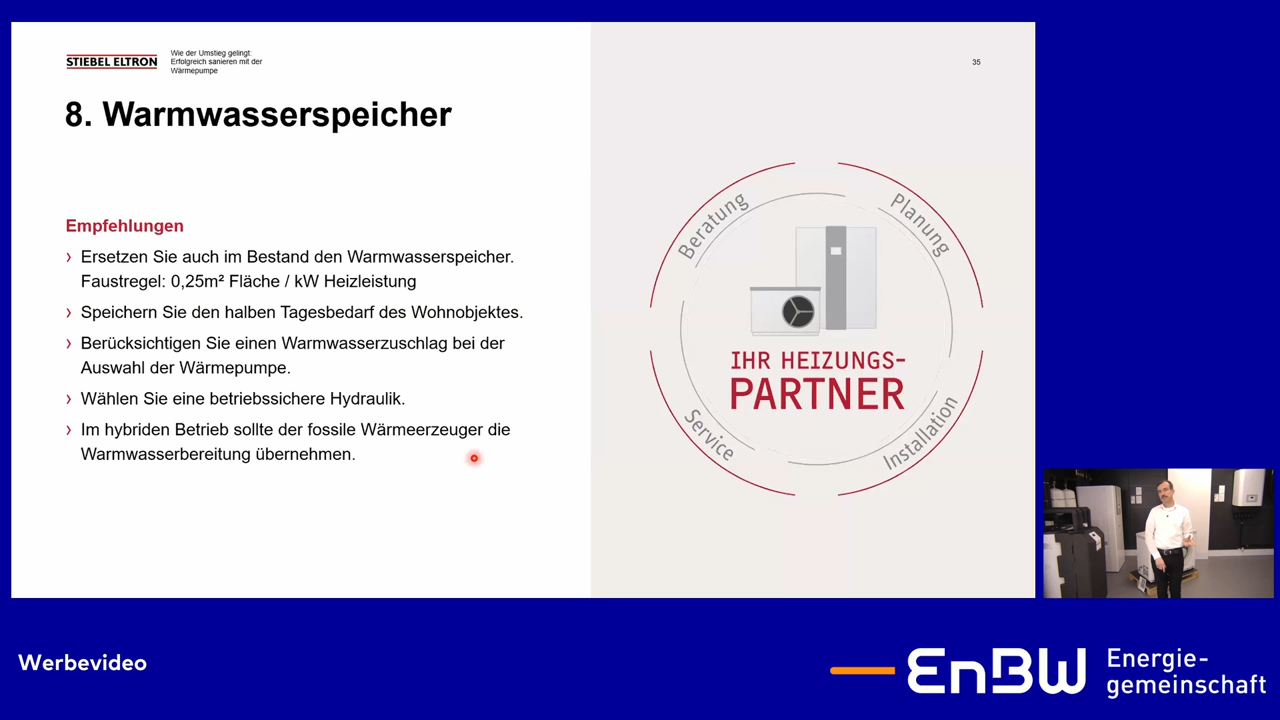 STIEBEL ELTRON
Wie der Umstieg gelingt:
Erfolgreich sanieren mit der
Wärmepumpe
35
8. Warmwasserspeicher
Empfehlungen
› Ersetzen Sie auch im Bestand den Warmwasserspeicher.
Faustregel: 0,25m² Fläche / kW Heizleistung
› Speichern Sie den halben Tagesbedarf des Wohnobjektes.
› Berücksichtigen Sie einen Warmwasserzuschlag bei der
Auswahl der Wärmepumpe.
› Wählen Sie eine betriebssichere Hydraulik.
› Im hybriden Betrieb sollte der fossile Wärmeerzeuger die
Warmwasserbereitung übernehmen.
Beratung
Planung
IHR HEIZUNGS-
PARTNER
Service
Installation
Werbevideo
EnBW
Energie-
gemeinschaft